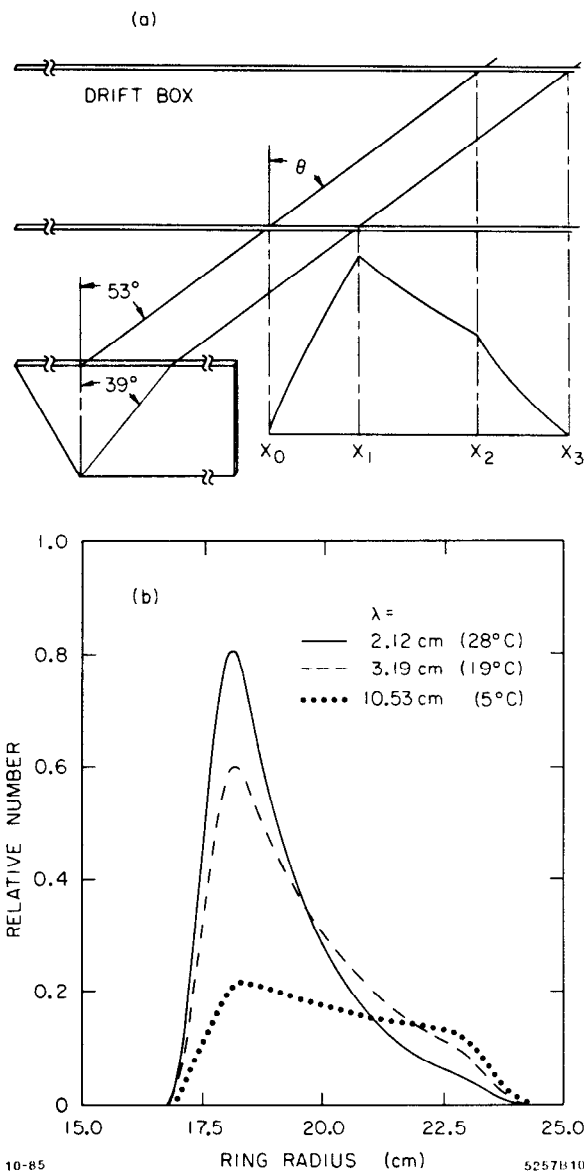 (a)
DRIFT BOX
θ
53°
39°
X0 X1 X2 X3
1.0
(b)
λ =
2.12 cm (28°C)
3.19 cm (19°C)
10.53 cm (5°C)
0.8
0.6
0.4
0.2
0
RELATIVE NUMBER
15.0 17.5 20.0 22.5 25.0
RING RADIUS (cm)
10-85
5257B10